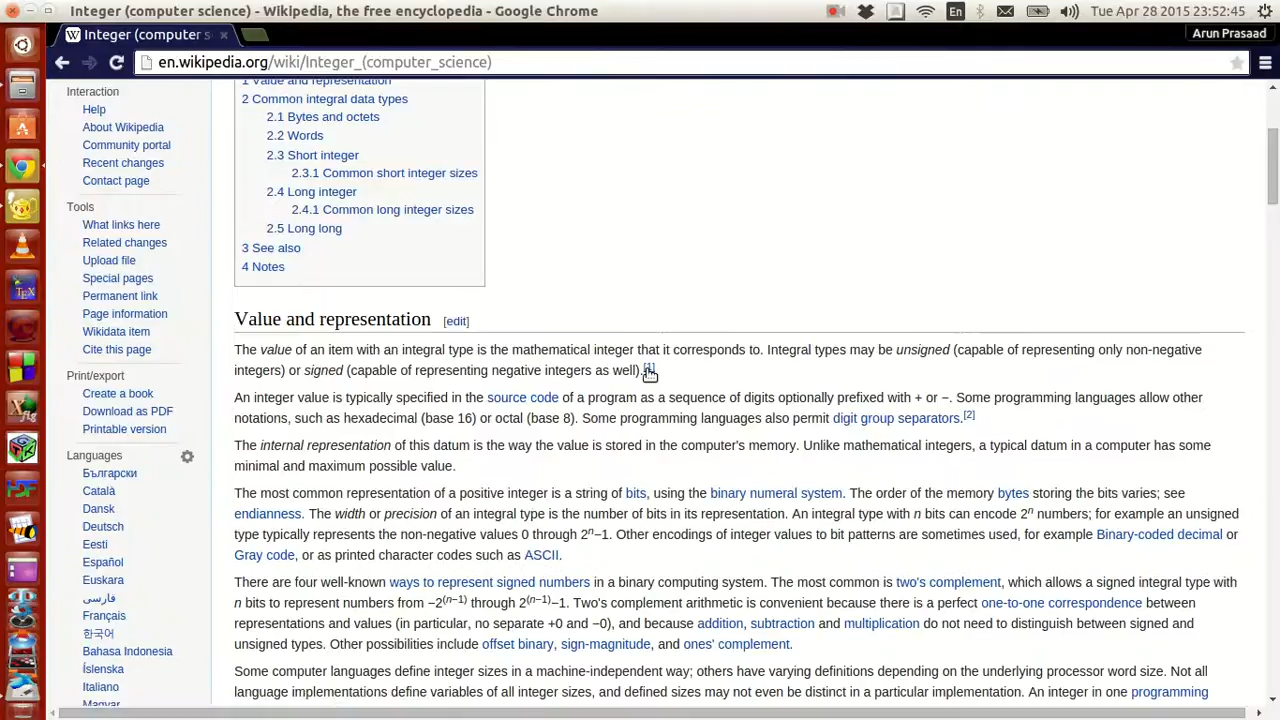 Integer (computer science) - Wikipedia, the free encyclopedia - Google Chrome
En
Tue Apr 28 2015 23:52:45
Integer (computer s
Arun Prasaad
en.wikipedia.org/wiki/Integer_(computer_science)
Interaction
Help
About Wikipedia
Community portal
Recent changes
Contact page
Tools
What links here
Related changes
Upload file
Special pages
Permanent link
Page information
Wikidata item
Cite this page
Print/export
Create a book
Download as PDF
Printable version
Languages
Български
Català
Dansk
Deutsch
Eesti
Español
Euskara
فارسی
Français
한국어
Bahasa Indonesia
Íslenska
Italiano
Magyar
1 Value and representation
2 Common integral data types
2.1 Bytes and octets
2.2 Words
2.3 Short integer
2.3.1 Common short integer sizes
2.4 Long integer
2.4.1 Common long integer sizes
2.5 Long long
3 See also
4 Notes
Value and representation [edit]
The value of an item with an integral type is the mathematical integer that it corresponds to. Integral types may be unsigned (capable of representing only non-negative
integers) or signed (capable of representing negative integers as well).[1]
An integer value is typically specified in the source code of a program as a sequence of digits optionally prefixed with + or −. Some programming languages allow other
notations, such as hexadecimal (base 16) or octal (base 8). Some programming languages also permit digit group separators.[2]
The internal representation of this datum is the way the value is stored in the computer's memory. Unlike mathematical integers, a typical datum in a computer has some
minimal and maximum possible value.
The most common representation of a positive integer is a string of bits, using the binary numeral system. The order of the memory bytes storing the bits varies; see
endianness. The width or precision of an integral type is the number of bits in its representation. An integral type with n bits can encode 2ⁿ numbers; for example an unsigned
type typically represents the non-negative values 0 through 2ⁿ−1. Other encodings of integer values to bit patterns are sometimes used, for example Binary-coded decimal or
Gray code, or as printed character codes such as ASCII.
There are four well-known ways to represent signed numbers in a binary computing system. The most common is two's complement, which allows a signed integral type with
n bits to represent numbers from −2⁽ⁿ⁻¹⁾ through 2⁽ⁿ⁻¹⁾−1. Two's complement arithmetic is convenient because there is a perfect one-to-one correspondence between
representations and values (in particular, no separate +0 and −0), and because addition, subtraction and multiplication do not need to distinguish between signed and
unsigned types. Other possibilities include offset binary, sign-magnitude, and ones' complement.
Some computer languages define integer sizes in a machine-independent way; others have varying definitions depending on the underlying processor word size. Not all
language implementations define variables of all integer sizes, and defined sizes may not even be distinct in a particular implementation. An integer in one programming